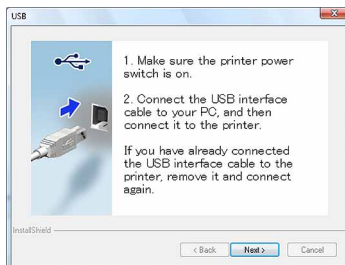 USB
1. Make sure the printer power
switch is on.
2. Connect the USB interface
cable to your PC, and then
connect it to the printer.
If you have already connected
the USB interface cable to the
printer, remove it and connect
again.
InstallShield
< Back Next > Cancel